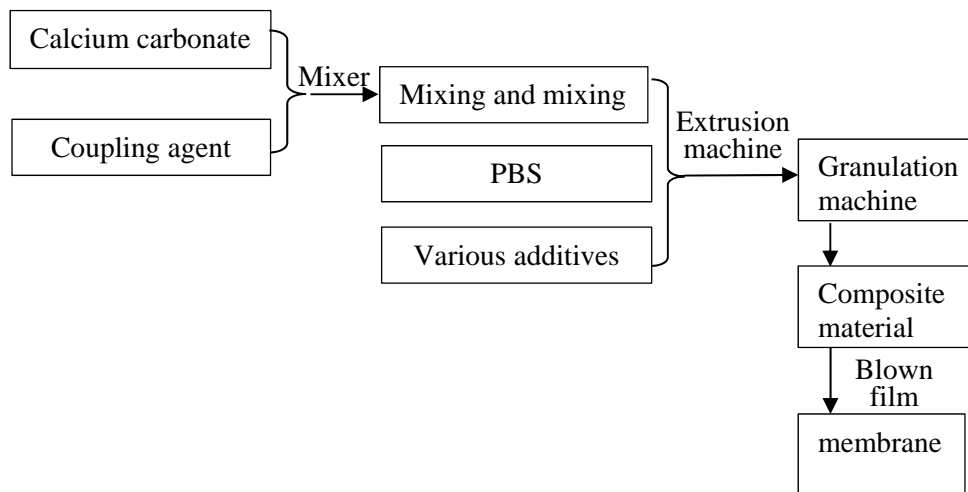 Calcium carbonate
Coupling agent
Mixer
Mixing and mixing
PBS
Various additives
Extrusion
machine
Granulation
machine
Composite
material
Blown
film
membrane